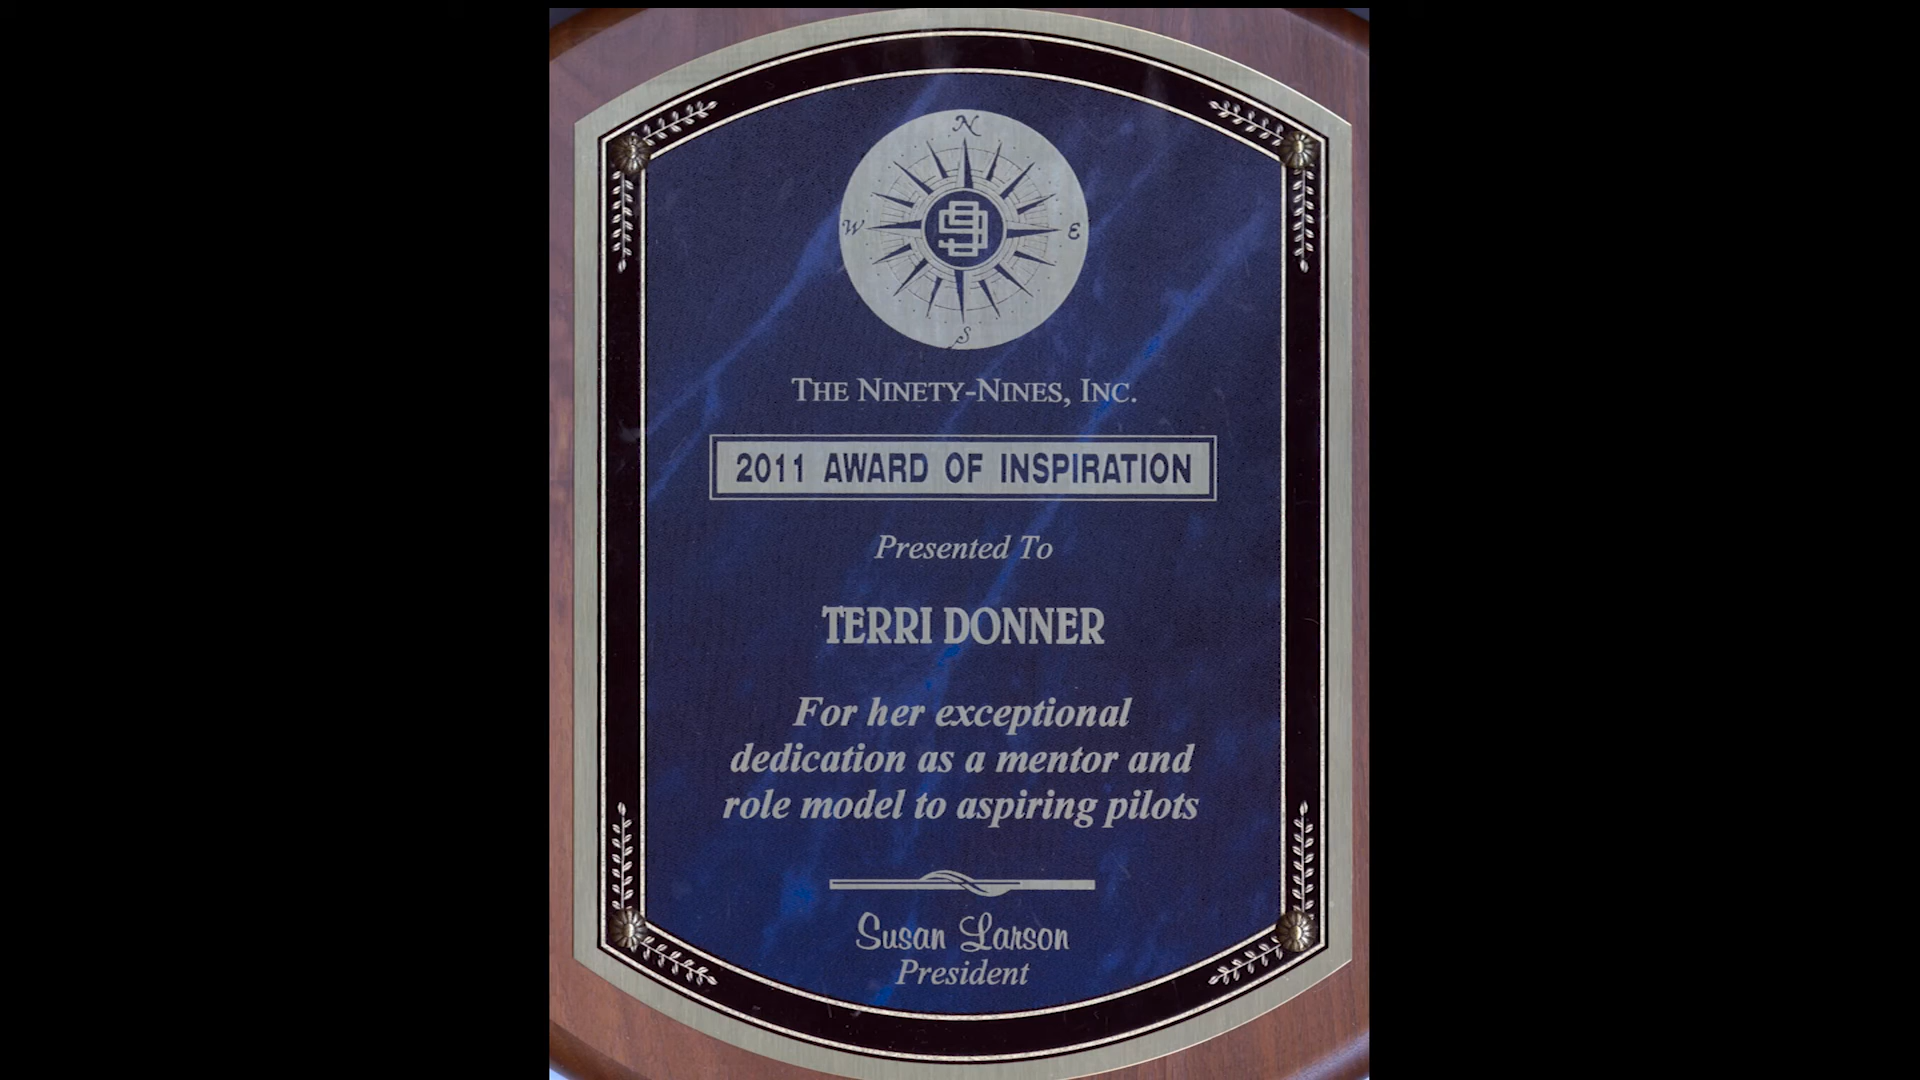 N
W
99
E
S
THE NINETY-NINES, INC.
2011 AWARD OF INSPIRATION
Presented To
TERRI DONNER
For her exceptional
dedication as a mentor and
role model to aspiring pilots
Susan Larson
President